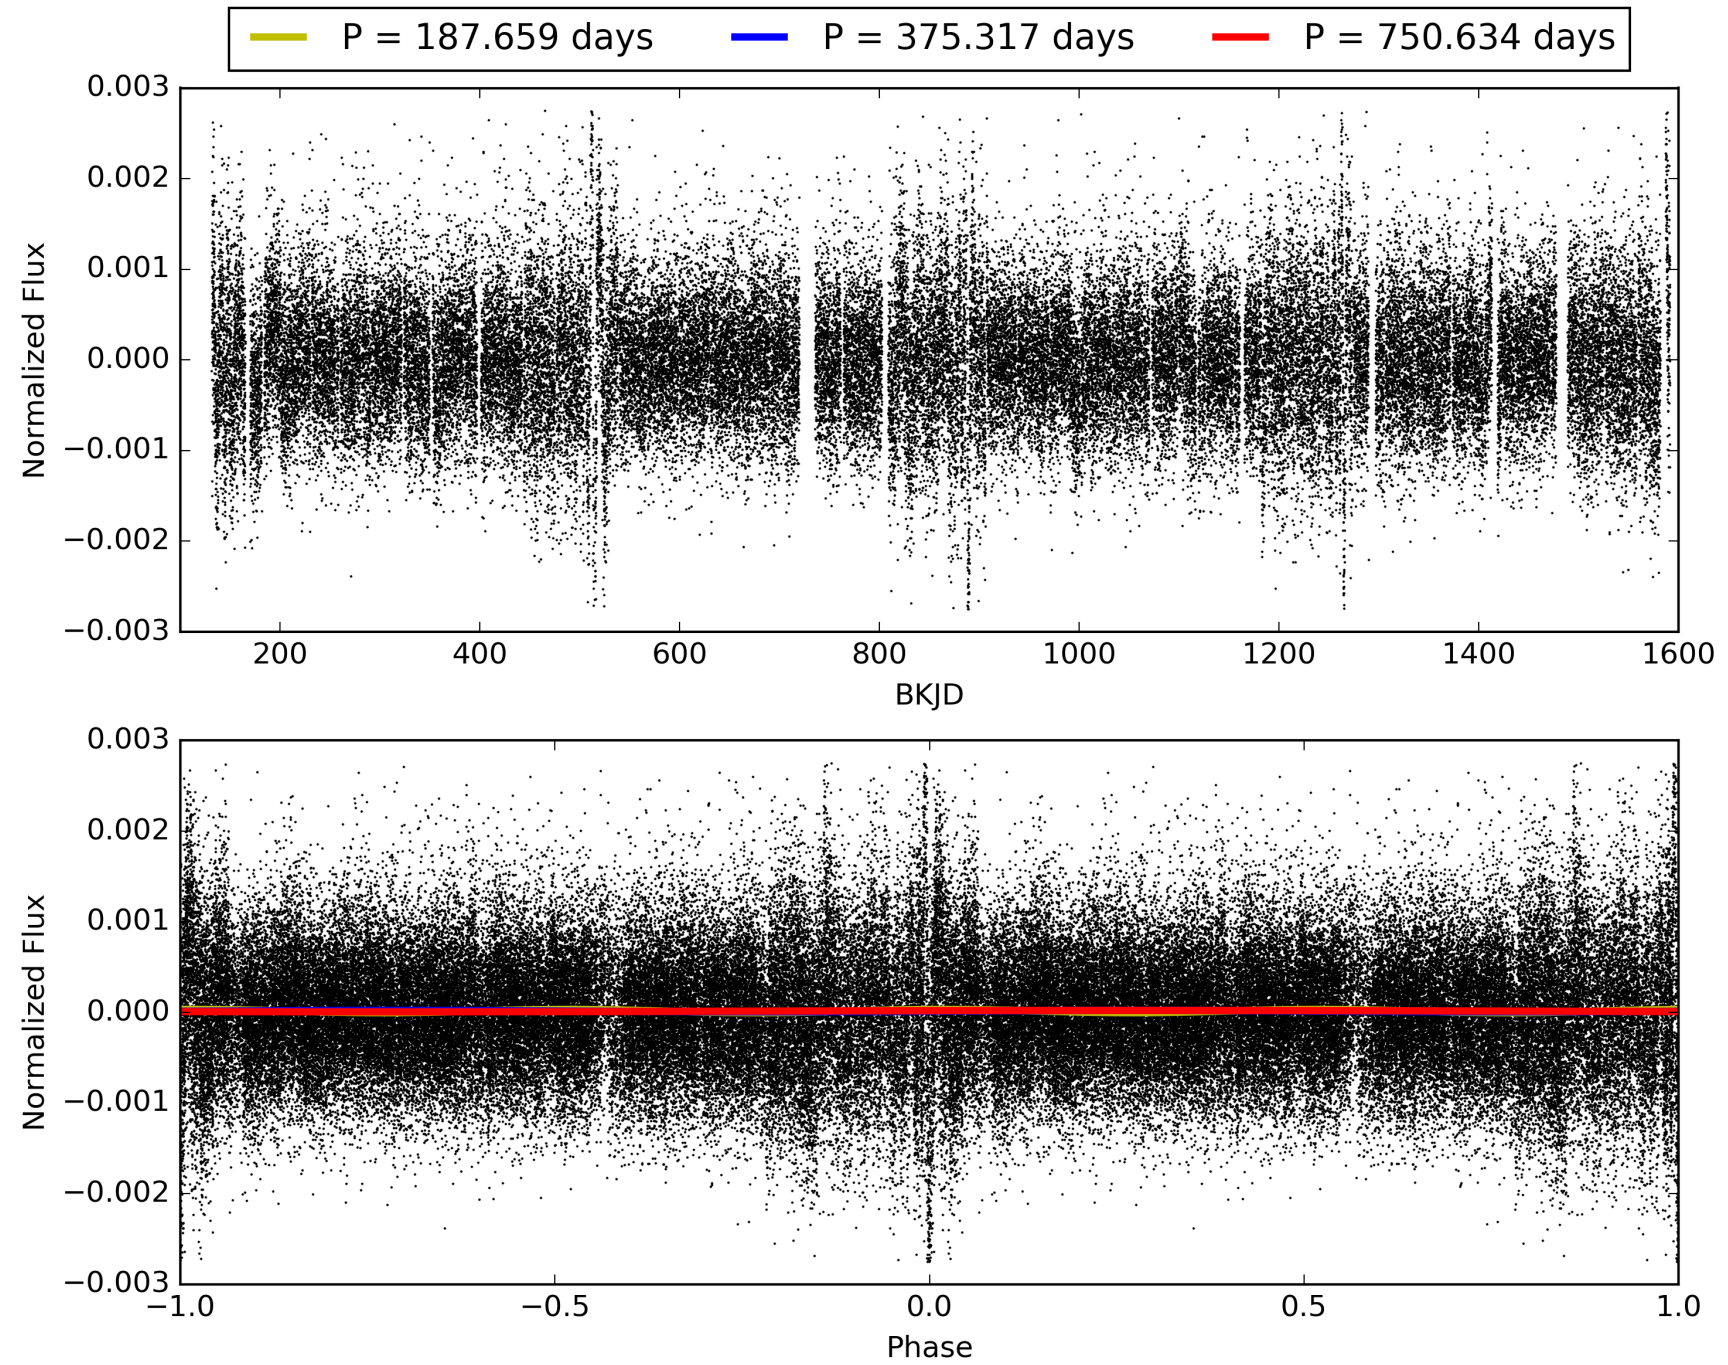 P = 187.659 days P = 375.317 days P = 750.634 days
0.003
0.002
0.001
0.000
−0.001
−0.002
−0.003
Normalized Flux
200 400 600 800 1000 1200 1400 1600
BKJD
0.003
0.002
0.001
0.000
−0.001
−0.002
−0.003
Normalized Flux
−1.0 −0.5 0.0 0.5 1.0
Phase